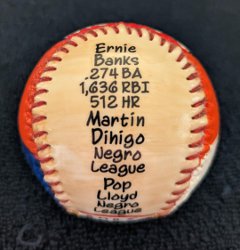 Ernie
Banks
.274 BA
1,636 RBI
512 HR
Martin
Dihigo
Negro
League
Pop
Lloyd
Negro
League